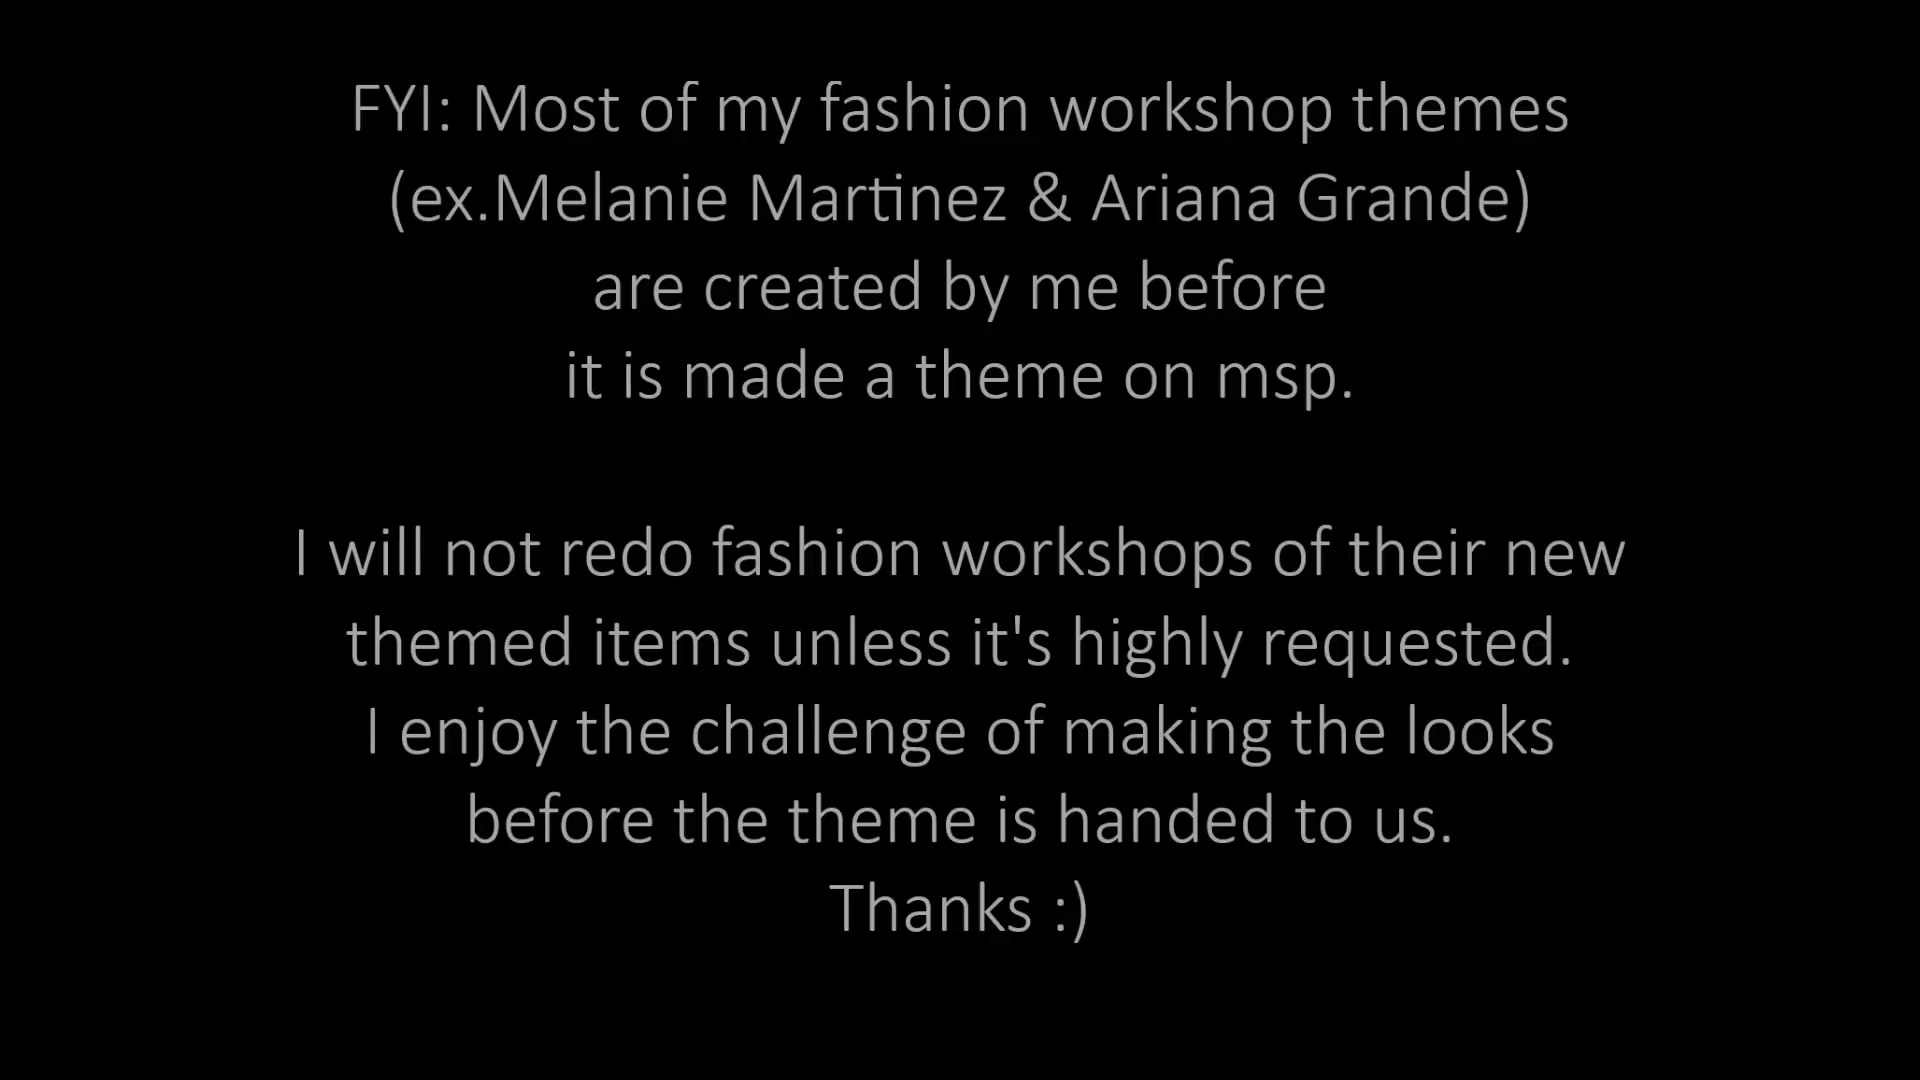 FYI: Most of my fashion workshop themes
(ex.Melanie Martinez & Ariana Grande)
are created by me before
it is made a theme on msp.
I will not redo fashion workshops of their new
themed items unless it's highly requested.
I enjoy the challenge of making the looks
before the theme is handed to us.
Thanks :)